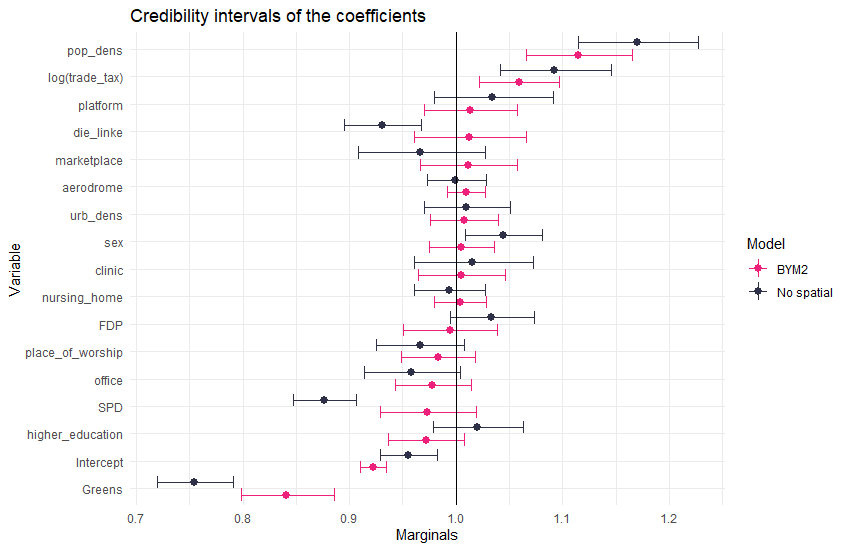 Credibility intervals of the coefficients
Variable
pop_dens
log(trade_tax)
platform
die_linke
marketplace
aerodrome
urb_dens
sex
clinic
nursing_home
FDP
place_of_worship
office
SPD
higher_education
Intercept
Greens
0.7 0.8 0.9 1.0 1.1 1.2
Marginals
Model
BYM2
No spatial